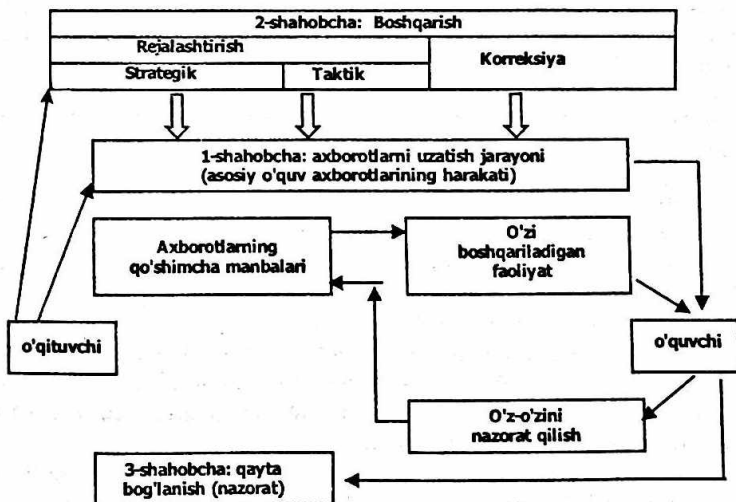 2-shahobcha: Boshqarish
Rejalashtirish
Korreksiya
Strategik
Taktik
1-shahobcha: axborotlarni uzatish jarayoni
(asosiy o'quv axborotlarining harakati)
Axborotlarning
qo'shimcha manbalari
O'zi
boshqariladigan
faoliyat
o'qituvchi
o'quvchi
O'z-o'zini
nazorat qilish
3-shahobcha: qayta
bog'lanish (nazorat)